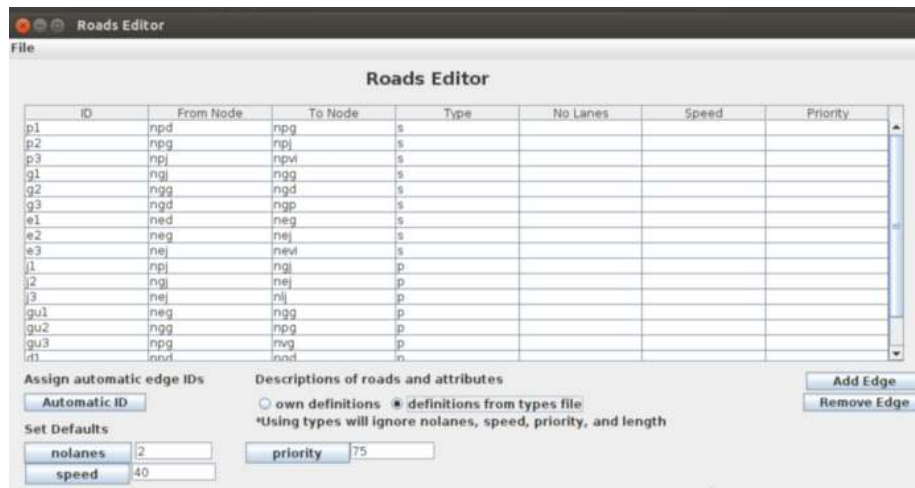 Roads Editor
File
Roads Editor
ID From Node To Node Type No Lanes Speed Priority
p1 npd npg s
p2 npg npj s
p3 npj npvi s
g1 ngj ngg s
g2 ngg ngd s
g3 ngd ngp s
e1 ned neg s
e2 neg nej s
e3 nej nevi s
j1 npj ngj p
j2 ngj nej p
j3 nej nlj p
gu1 neg ngg p
gu2 ngg npg p
gu3 npg nvg p
Assign automatic edge IDs Descriptions of roads and attributes Add Edge
Automatic ID own definitions definitions from types file Remove Edge
*Using types will ignore nolanes, speed, priority, and length
Set Defaults
nolanes 2 priority 75
speed 40